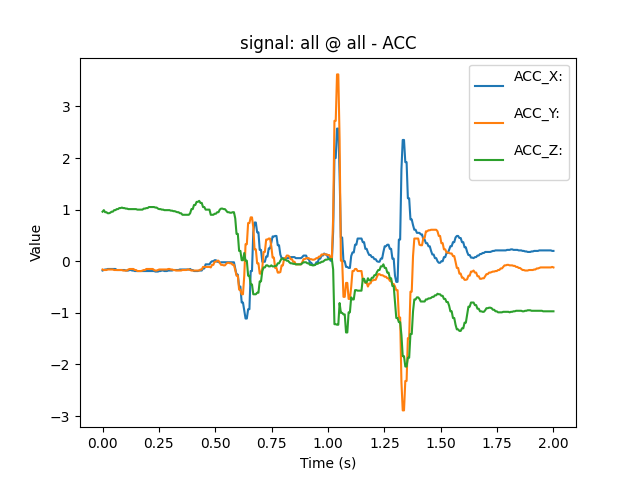 signal: all @ all - ACC
ACC_X:
ACC_Y:
ACC_Z:
Value
3
2
1
0
−1
−2
−3
0.00 0.25 0.50 0.75 1.00 1.25 1.50 1.75 2.00
Time (s)